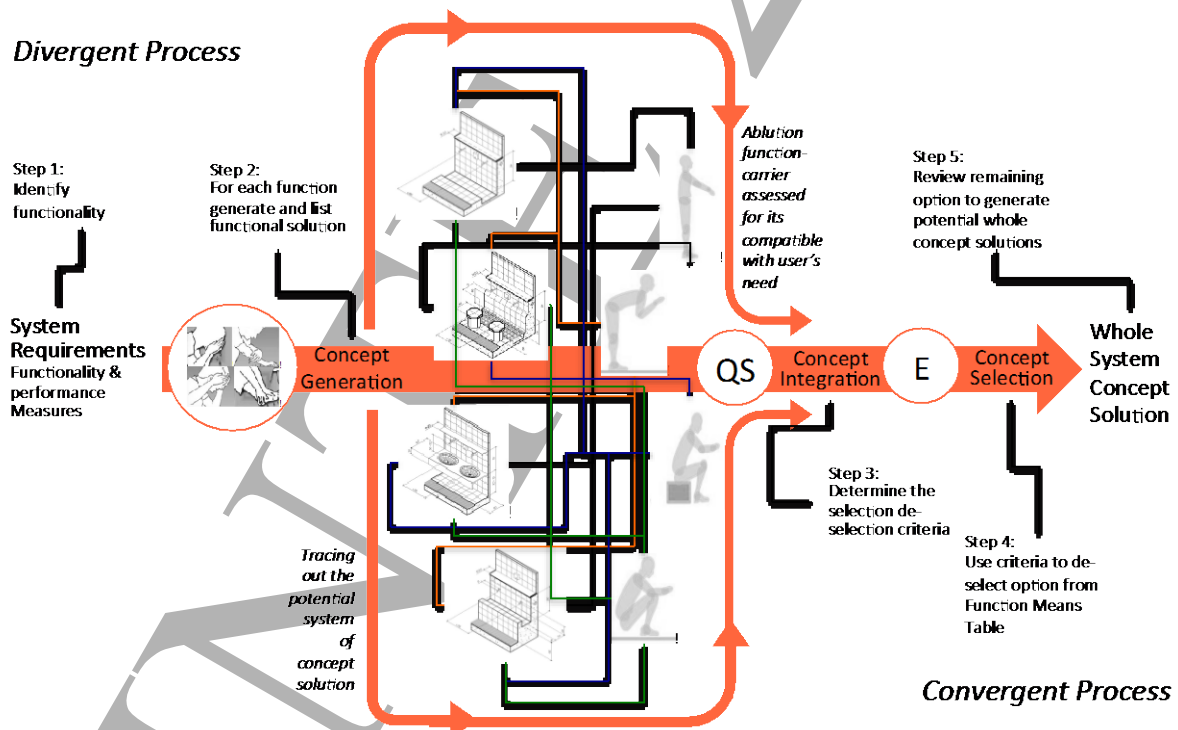 Divergent Process
Step 1:
Identify
functionality
Step 2:
For each function
generate and list
functional solution
System
Requirements
Functionality &
performance
Measures
Concept
Generation
Tracing
out the
potential
system
of
concept
solution
Ablution
function-
carrier
assessed
for its
compatible
with user's
need
QS
Concept
Integration
E
Concept
Selection
Step 3:
Determine the
selection de-
selection criteria
Step 4:
Use criteria to de-
select option from
Function Means
Table
Step 5:
Review remaining
option to generate
potential whole
concept solutions
Whole
System
Concept
Solution
Convergent Process